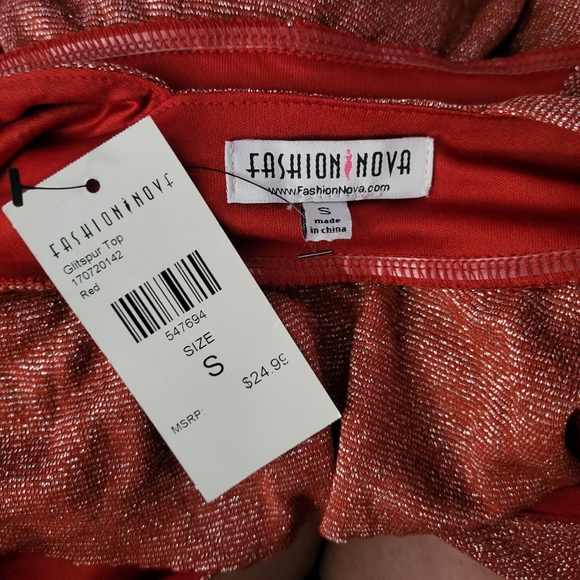 FASHION NOVA
www.FashionNova.com
S
made
in china
FASHION NOVA
Glitspur Top
170720142
Red
547694
SIZE
S
MSRP: $24.99